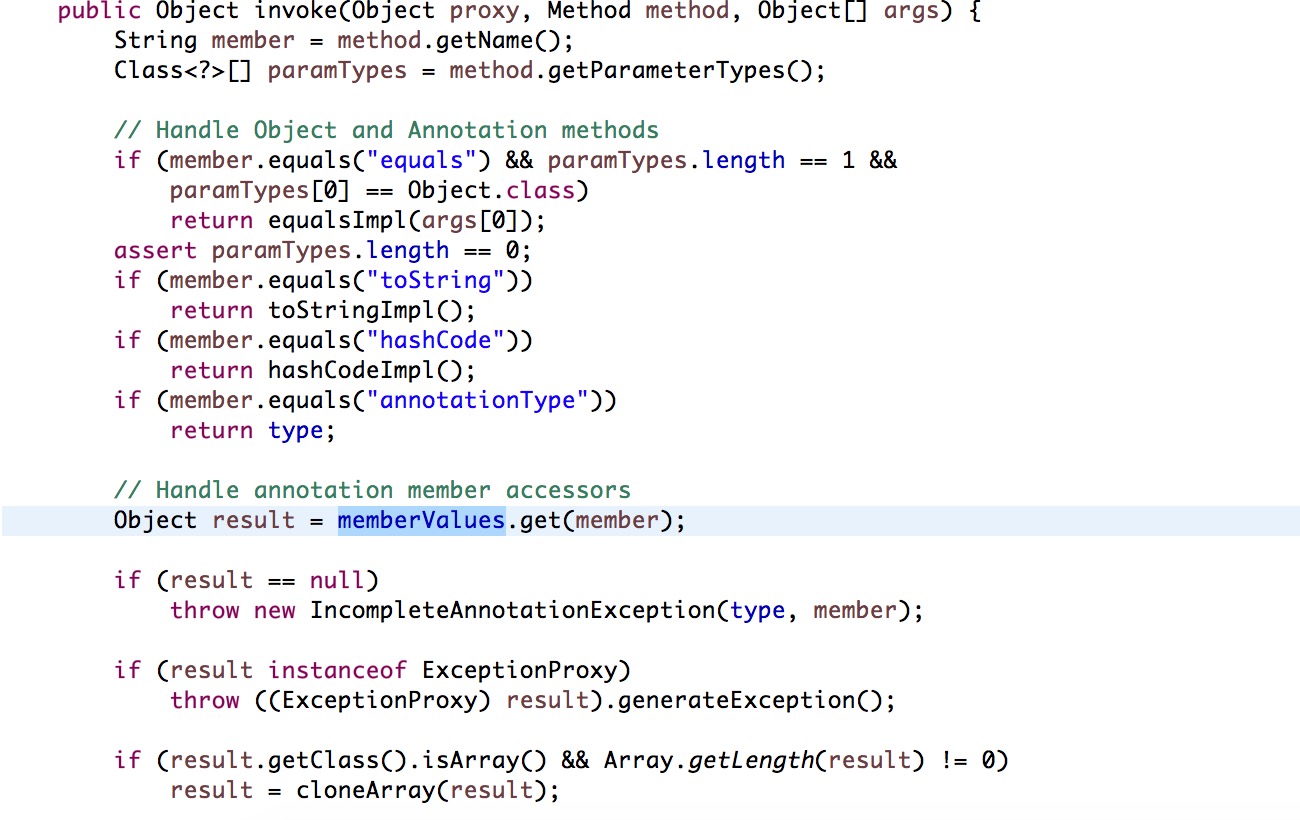 public Object invoke(Object proxy, Method method, Object[] args) {
String member = method.getName();
Class<?>[] paramTypes = method.getParameterTypes();
// Handle Object and Annotation methods
if (member.equals("equals") && paramTypes.length == 1 &&
paramTypes[0] == Object.class)
return equalsImpl(args[0]);
assert paramTypes.length == 0;
if (member.equals("toString"))
return toStringImpl();
if (member.equals("hashCode"))
return hashCodeImpl();
if (member.equals("annotationType"))
return type;
// Handle annotation member accessors
Object result = memberValues.get(member);
if (result == null)
throw new IncompleteAnnotationException(type, member);
if (result instanceof ExceptionProxy)
throw ((ExceptionProxy) result).generateException();
if (result.getClass().isArray() && Array.getLength(result) != 0)
result = cloneArray(result);